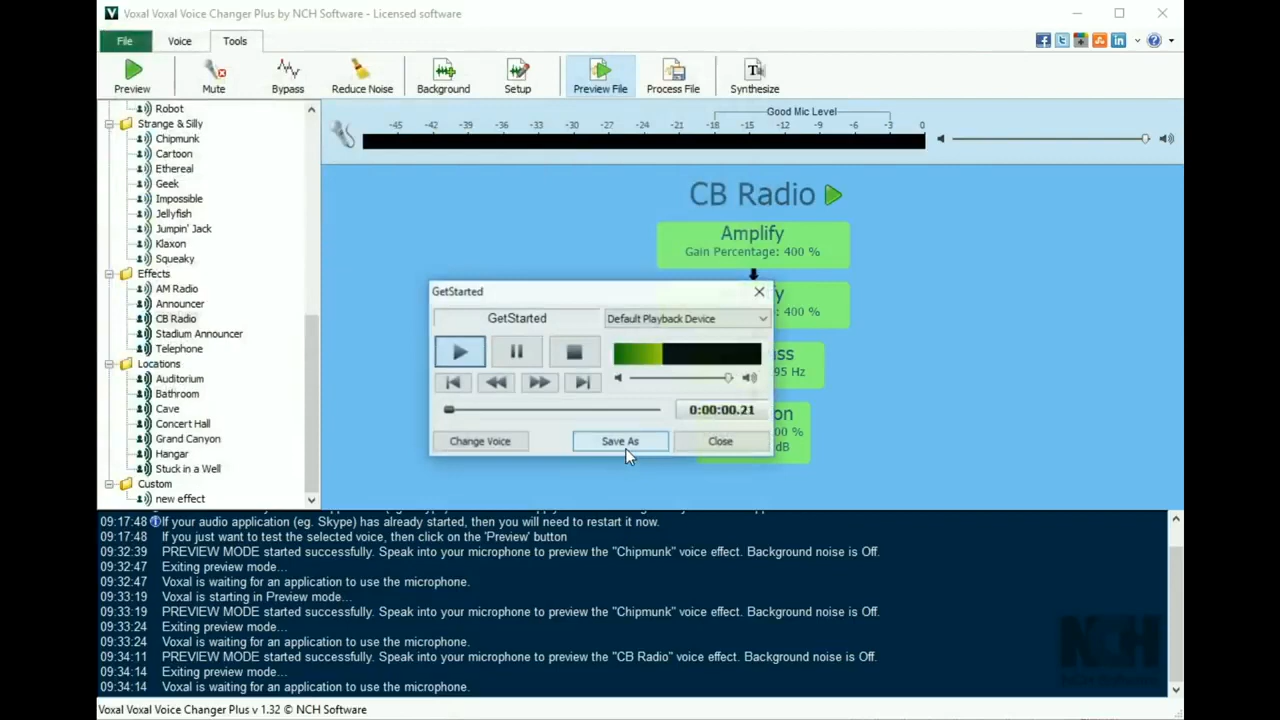 Voxal Voxal Voice Changer Plus by NCH Software - Licensed software
File Voice Tools
Preview Mute Bypass Reduce Noise Background Setup Preview File Process File Synthesize
Robot
Strange & Silly
Chipmunk
Cartoon
Ethereal
Geek
Impossible
Jellyfish
Jumpin' Jack
Klaxon
Squeaky
Effects
AM Radio
Announcer
CB Radio
Stadium Announcer
Telephone
Locations
Auditorium
Bathroom
Cave
Concert Hall
Grand Canyon
Hangar
Stuck in a Well
Custom
new effect
Good Mic Level
-45 -42 -39 -36 -33 -30 -27 -24 -21 -18 -15 -12 -9 -6 -3 0
CB Radio
Amplify
Gain Percentage: 400 %
fy
: 400 %
ss
95 Hz
on
00 %
dB
GetStarted
GetStarted Default Playback Device
0:00:00.21
Change Voice Save As Close
09:17:48 If your audio application (eg. Skype) has already started, then you will need to restart it now.
09:17:48 If you just want to test the selected voice, then click on the 'Preview' button
09:32:39 PREVIEW MODE started successfully. Speak into your microphone to preview the "Chipmunk" voice effect. Background noise is Off.
09:32:47 Exiting preview mode...
09:32:47 Voxal is waiting for an application to use the microphone.
09:33:19 Voxal is starting in Preview mode...
09:33:19 PREVIEW MODE started successfully. Speak into your microphone to preview the "Chipmunk" voice effect. Background noise is Off.
09:33:24 Exiting preview mode...
09:33:24 Voxal is waiting for an application to use the microphone.
09:34:11 PREVIEW MODE started successfully. Speak into your microphone to preview the "CB Radio" voice effect. Background noise is Off.
09:34:14 Exiting preview mode...
09:34:14 Voxal is waiting for an application to use the microphone.
NCH
NCH Software
Voxal Voxal Voice Changer Plus v 1.32 © NCH Software